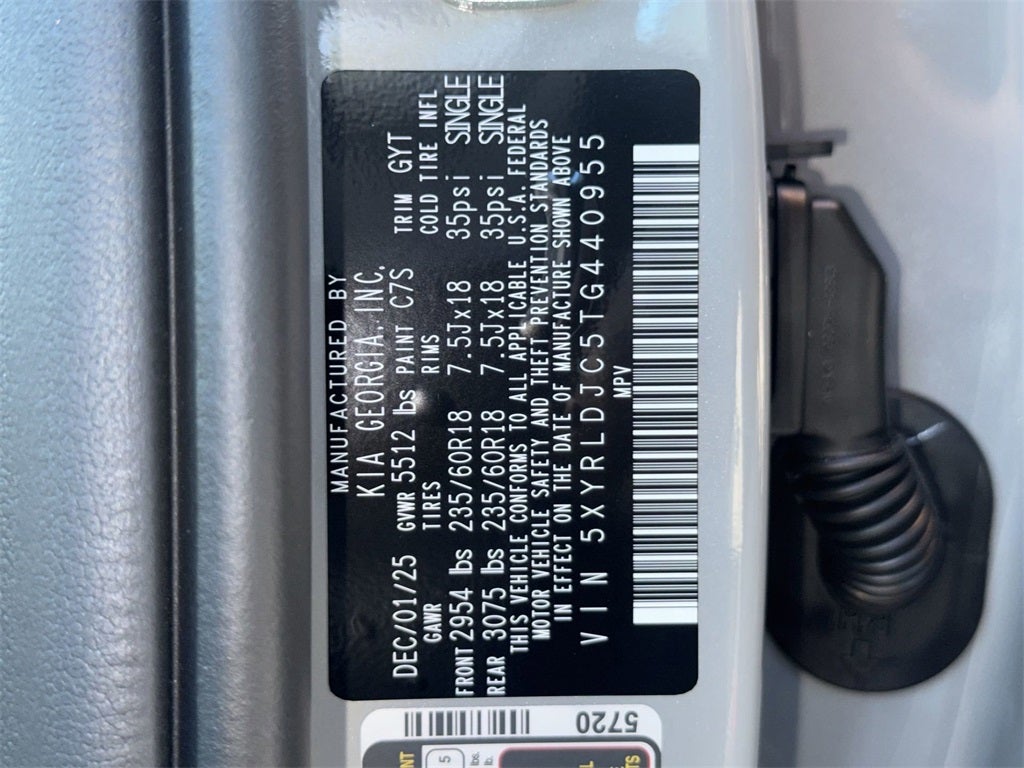 MANUFACTURED BY
KIA GEORGIA, INC.
DEC/01/25 GVWR 5512 lbs PAINT C7S TRIM GYT
GAWR TIRES RIMS COLD TIRE INFL
FRONT 2954 lbs 235/60R18 7.5Jx18 35psi SINGLE
REAR 3075 lbs 235/60R18 7.5Jx18 35psi SINGLE
THIS VEHICLE CONFORMS TO ALL APPLICABLE U.S.A. FEDERAL
MOTOR VEHICLE SAFETY AND THEFT PREVENTION STANDARDS
IN EFFECT ON THE DATE OF MANUFACTURE SHOWN ABOVE
VIN 5XYRLDJC5TG440955
MPV
5720
5
lbs.
lb.